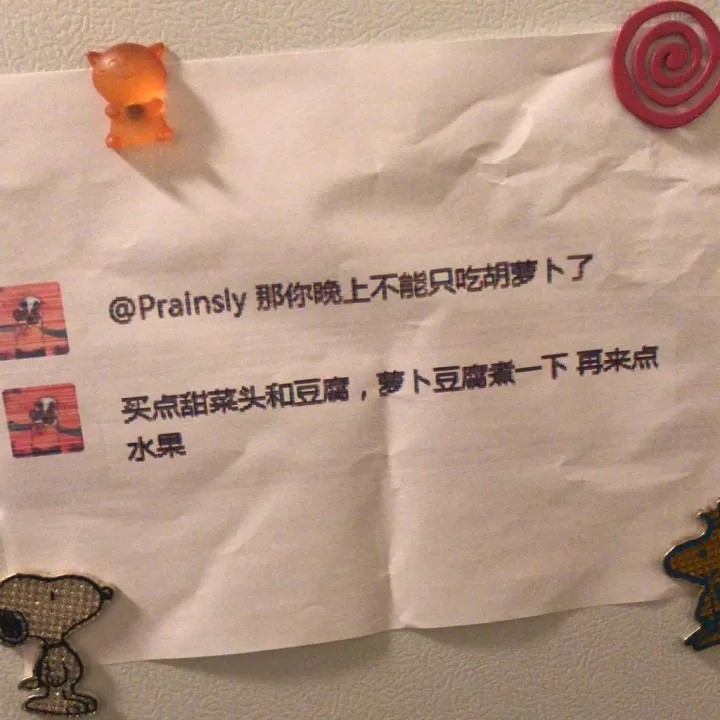 @Prainsly 那你晚上不能只吃胡萝卜了
买点甜菜头和豆腐，萝卜豆腐煮一下 再来点
水果